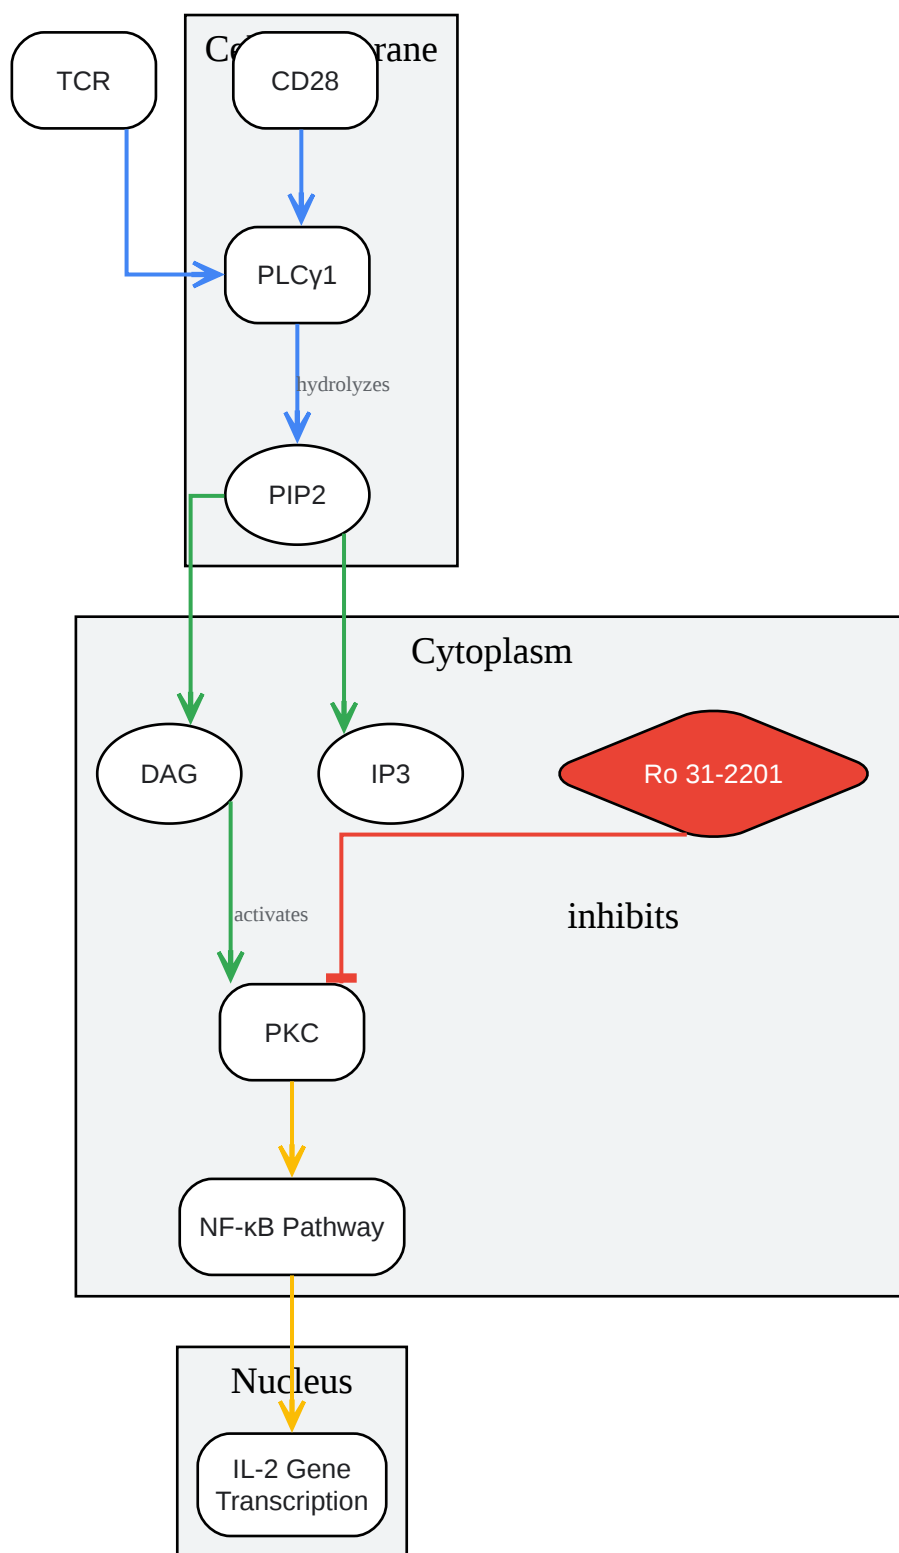 TCR
CD28
PLCγ1
hydrolyzes
PIP2
Cytoplasm
DAG
IP3
Ro 31-2201
activates
inhibits
PKC
NF-κB Pathway
Nucleus
IL-2 Gene
Transcription